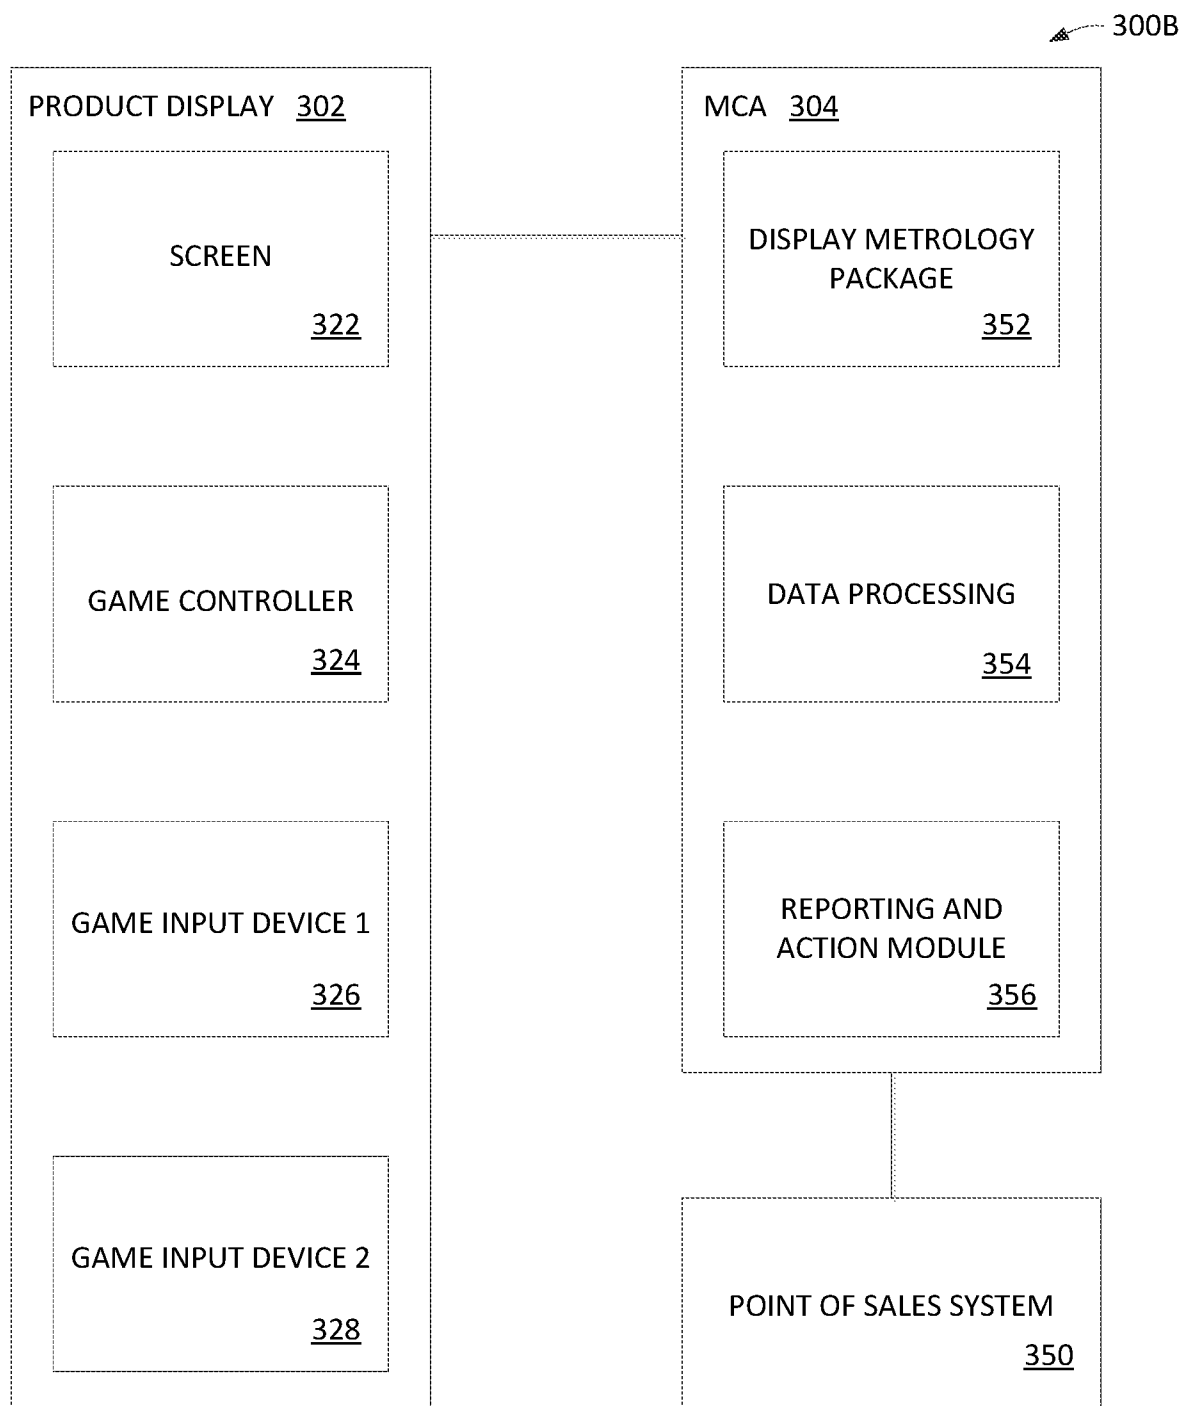 300B
PRODUCT DISPLAY 302
SCREEN
322
GAME CONTROLLER
324
GAME INPUT DEVICE 1
326
GAME INPUT DEVICE 2
328
MCA 304
DISPLAY METROLOGY
PACKAGE
352
DATA PROCESSING
354
REPORTING AND
ACTION MODULE
356
POINT OF SALES SYSTEM
350